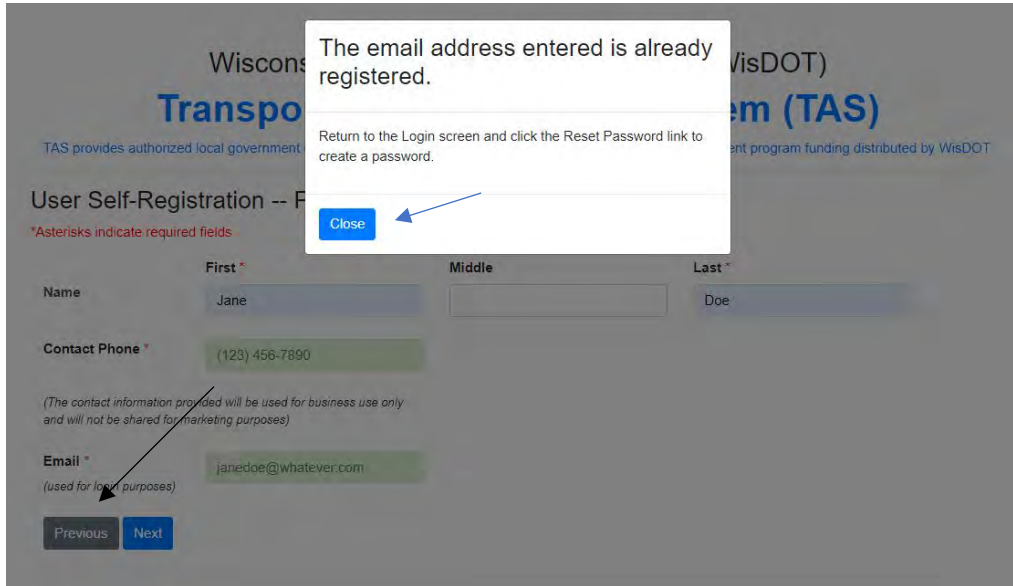 The email address entered is already
registered.
Return to the Login screen and click the Reset Password link to
create a password.
Close
Wiscons VisDOT)
Transpo em (TAS)
TAS provides authorized local government ent program funding distributed by WisDOT
User Self-Registration -- P
*Asterisks indicate required fields
First * Middle Last *
Name Jane Doe
Contact Phone * (123) 456-7890
(The contact information provided will be used for business use only
and will not be shared for marketing purposes)
Email * janedoe@whatever.com
(used for login purposes)
Previous Next